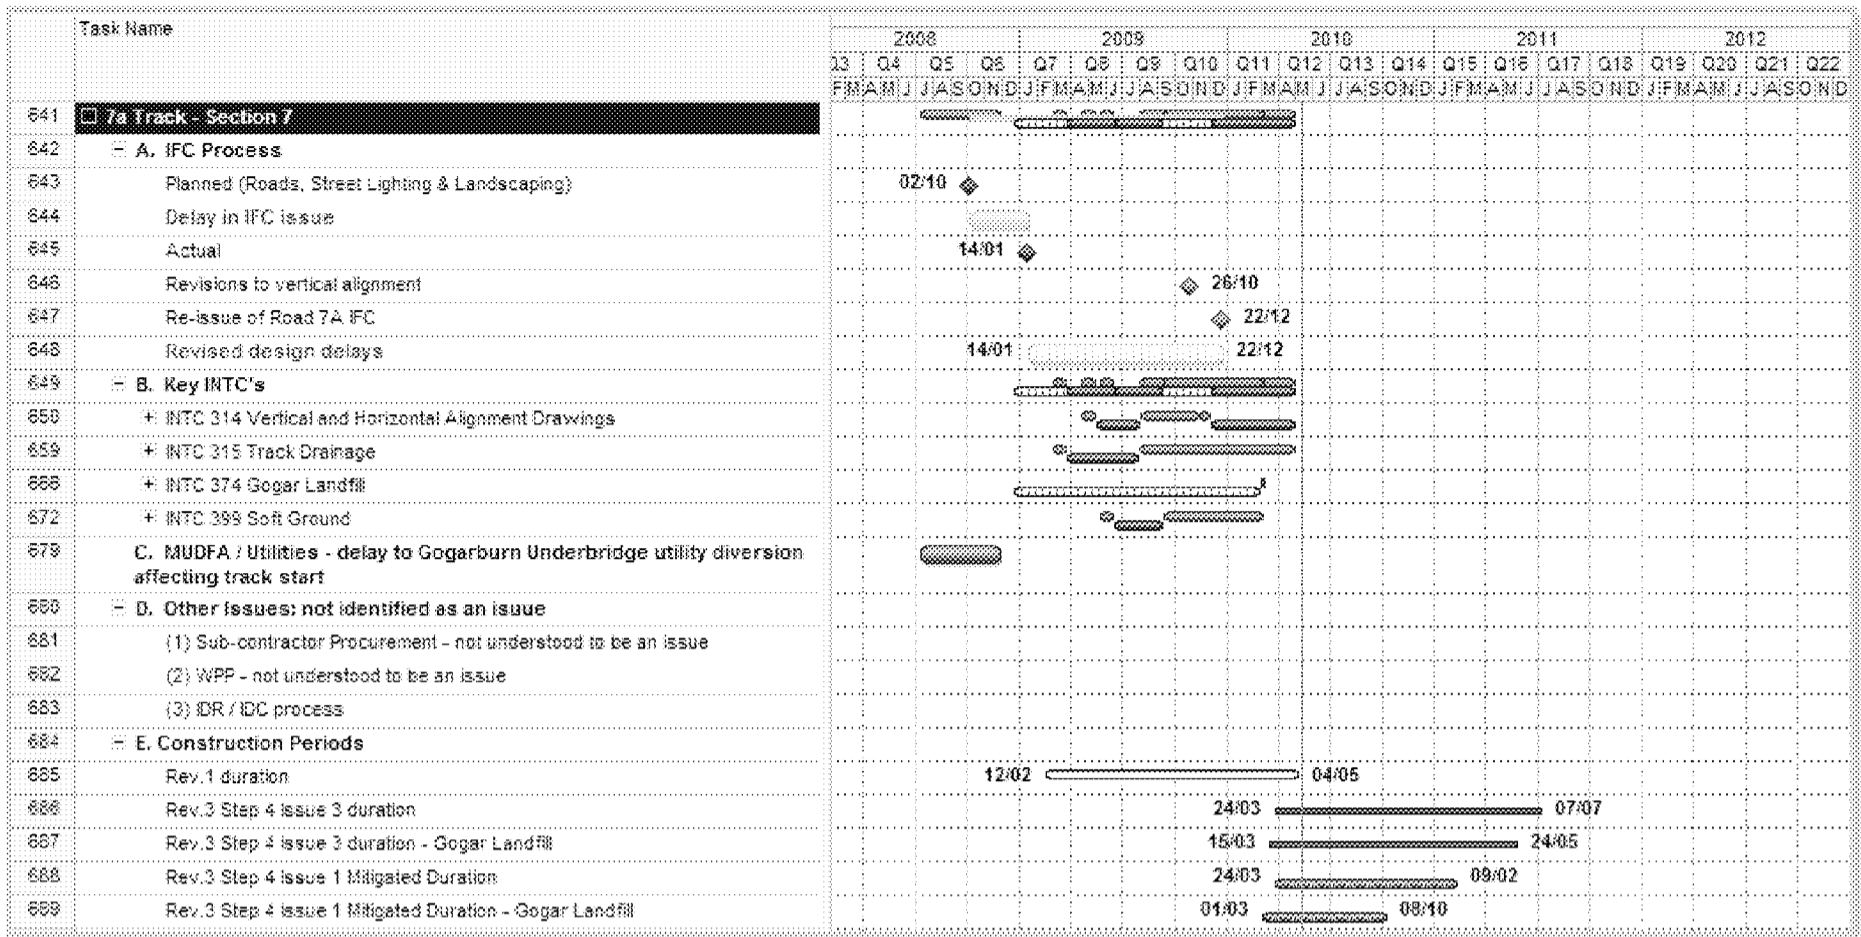 Task Name
2008 2009 2010 2011 2012
Q3 Q4 Q5 Q6 Q7 Q8 Q9 Q10 Q11 Q12 Q13 Q14 Q15 Q16 Q17 Q18 Q19 Q20 Q21 Q22
F M A M J J A S O N D J F M A M J J A S O N D J F M A M J J A S O N D J F M A M J J A S O N D J F M A M J J A S O N D
641 7a Track - Section 7
642 A. IFC Process
643 Planned (Roads, Street Lighting & Landscaping) 02/10
644 Delay in IFC issue
645 Actual 14/01
646 Revisions to vertical alignment 26/10
647 Re-issue of Road 7A IFC 22/12
648 Revised design delays 14/01 22/12
649 B. Key INTC's
650 + INTC 314 Vertical and Horizontal Alignment Drawings
659 + INTC 315 Track Drainage
+ INTC 374 Gogar Landfill
672 + INTC 399 Soft Ground
679 C. MUDFA / Utilities - delay to Gogarburn Underbridge utility diversion
affecting track start
680 D. Other Issues: not identified as an isuue
681 (1) Sub-contractor Procurement - not understood to be an issue
682 (2) WPP - not understood to be an issue
683 (3) IDR / IDC process
684 E. Construction Periods
685 Rev.1 duration 12/02 04/05
686 Rev.3 Step 4 Issue 3 duration 24/03 07/07
687 Rev.3 Step 4 Issue 3 duration - Gogar Landfill 15/03 24/05
688 Rev.3 Step 4 Issue 1 Mitigated Duration 24/03 09/02
689 Rev.3 Step 4 Issue 1 Mitigated Duration - Gogar Landfill 01/03 08/10